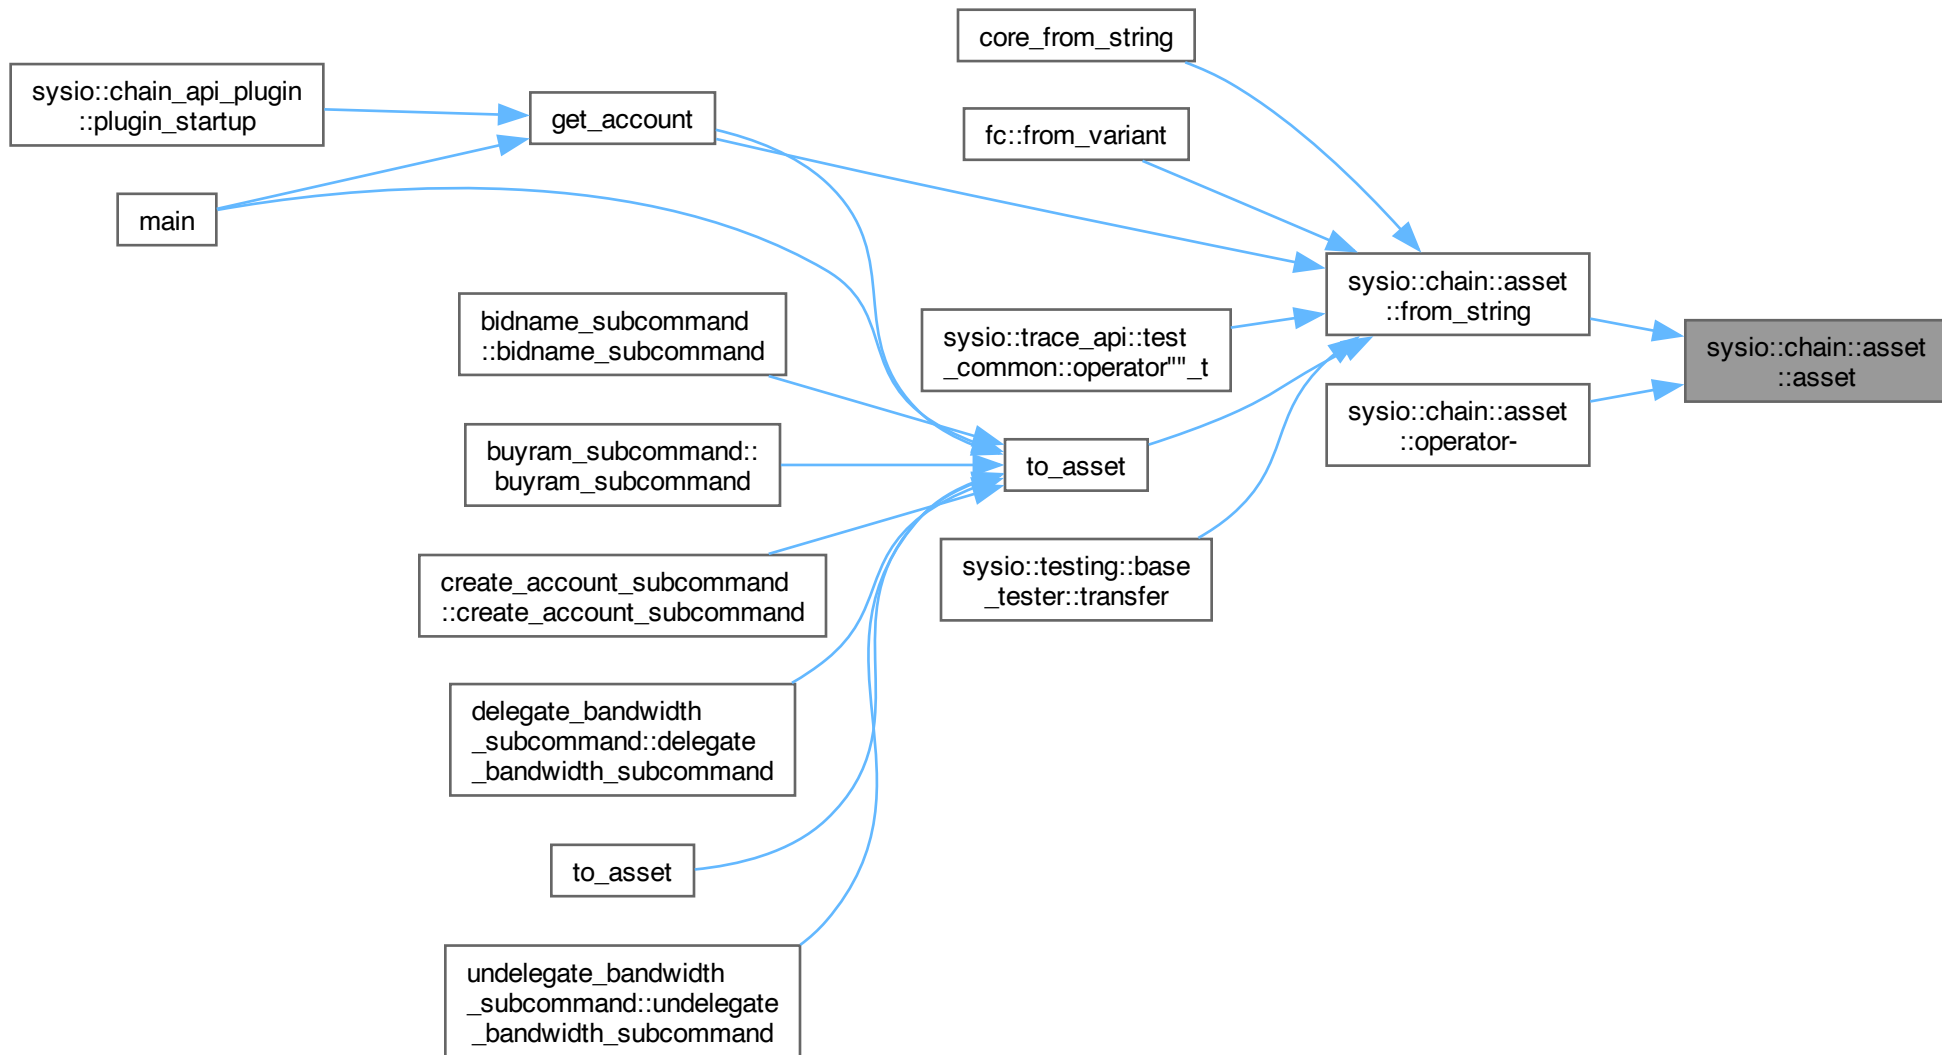 core_from_string
sysio::chain_api_plugin
::plugin_startup
get_account
fc::from_variant
main
sysio::chain::asset
::from_string
bidname_subcommand
::bidname_subcommand
sysio::trace_api::test
_common::operator""_t
sysio::chain::asset
::asset
sysio::chain::asset
::operator-
buyram_subcommand::
buyram_subcommand
to_asset
create_account_subcommand
::create_account_subcommand
sysio::testing::base
_tester::transfer
delegate_bandwidth
_subcommand::delegate
_bandwidth_subcommand
to_asset
undelegate_bandwidth
_subcommand::undelegate
_bandwidth_subcommand